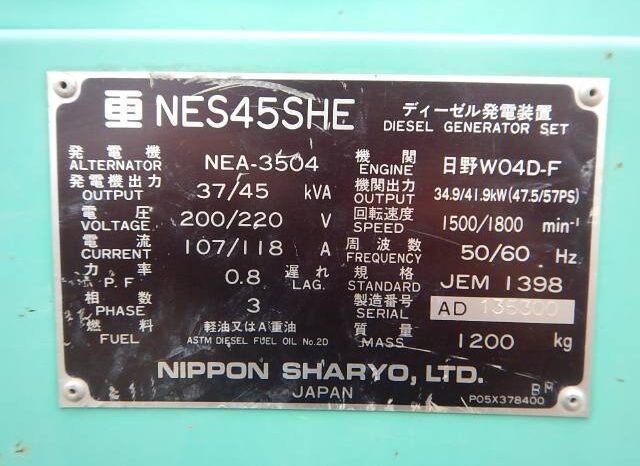 重 NES45SHE ディーゼル発電装置
DIESEL GENERATOR SET
発電機 ALTERNATOR NEA-3504
発電機出力 OUTPUT 37/45 kVA
電圧 VOLTAGE 200/220 V
電流 CURRENT 107/118 A
力率 P.F 0.8 遅れ LAG.
相数 PHASE 3
燃料 FUEL 軽油又はA重油
ASTM DIESEL FUEL OIL No.2D
機関 ENGINE 日野W04D-F
機関出力 OUTPUT 34.9/41.9kW(47.5/57PS)
回転速度 SPEED 1500/1800 min⁻¹
周波数 FREQUENCY 50/60 Hz
規格 STANDARD JEM 1398
製造番号 SERIAL AD 135300
質量 MASS 1200 kg
NIPPON SHARYO, LTD.
JAPAN
P05X378400